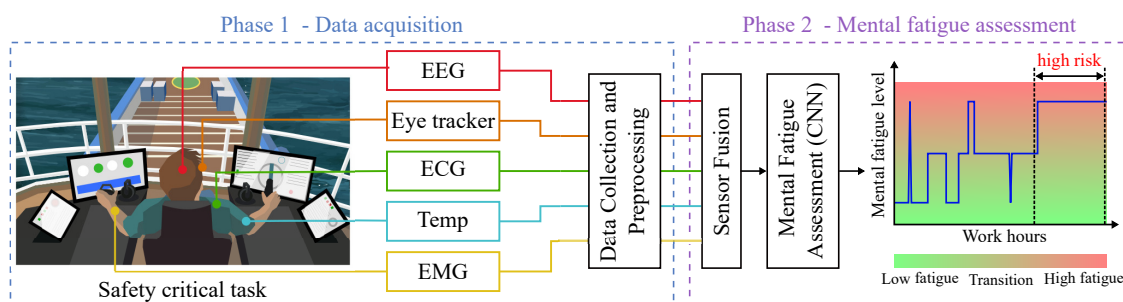 Phase 1 - Data acquisition
Phase 2 - Mental fatigue assessment
EEG
Eye tracker
ECG
Temp
EMG
Safety critical task
Data Collection and
Preprocessing
Sensor Fusion
Mental Fatigue
Assessment (CNN)
high risk
Mental fatigue level
Work hours
Low fatigue
Transition
High fatigue